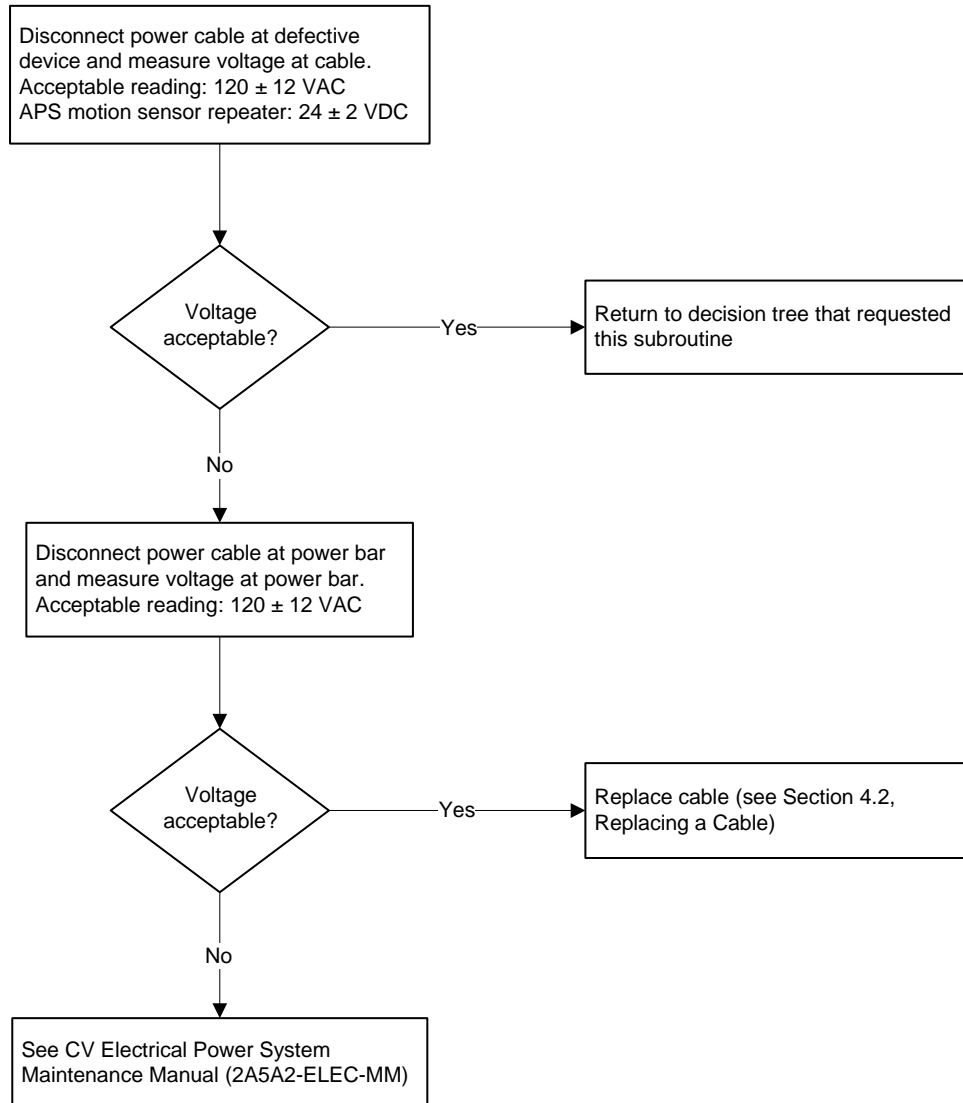 Disconnect power cable at defective
device and measure voltage at cable.
Acceptable reading: 120 ± 12 VAC
APS motion sensor repeater: 24 ± 2 VDC
Voltage
acceptable?
Yes
Return to decision tree that requested
this subroutine
No
Disconnect power cable at power bar
and measure voltage at power bar.
Acceptable reading: 120 ± 12 VAC
Voltage
acceptable?
Yes
Replace cable (see Section 4.2,
Replacing a Cable)
No
See CV Electrical Power System
Maintenance Manual (2A5A2-ELEC-MM)